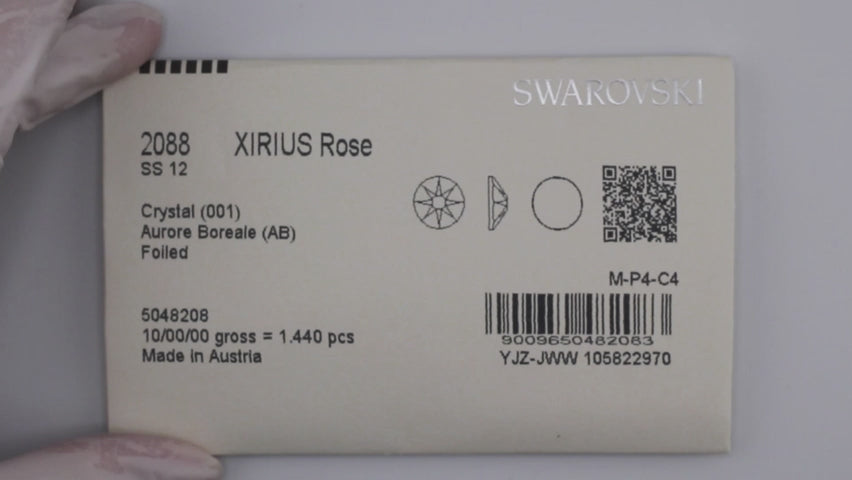 SWAROVSKI
2088 XIRIUS Rose
SS 12
Crystal (001)
Aurore Boreale (AB)
Foiled
M-P4-C4
5048208
10/00/00 gross = 1.440 pcs
Made in Austria
9009650482083
YJZ-JWW 105822970